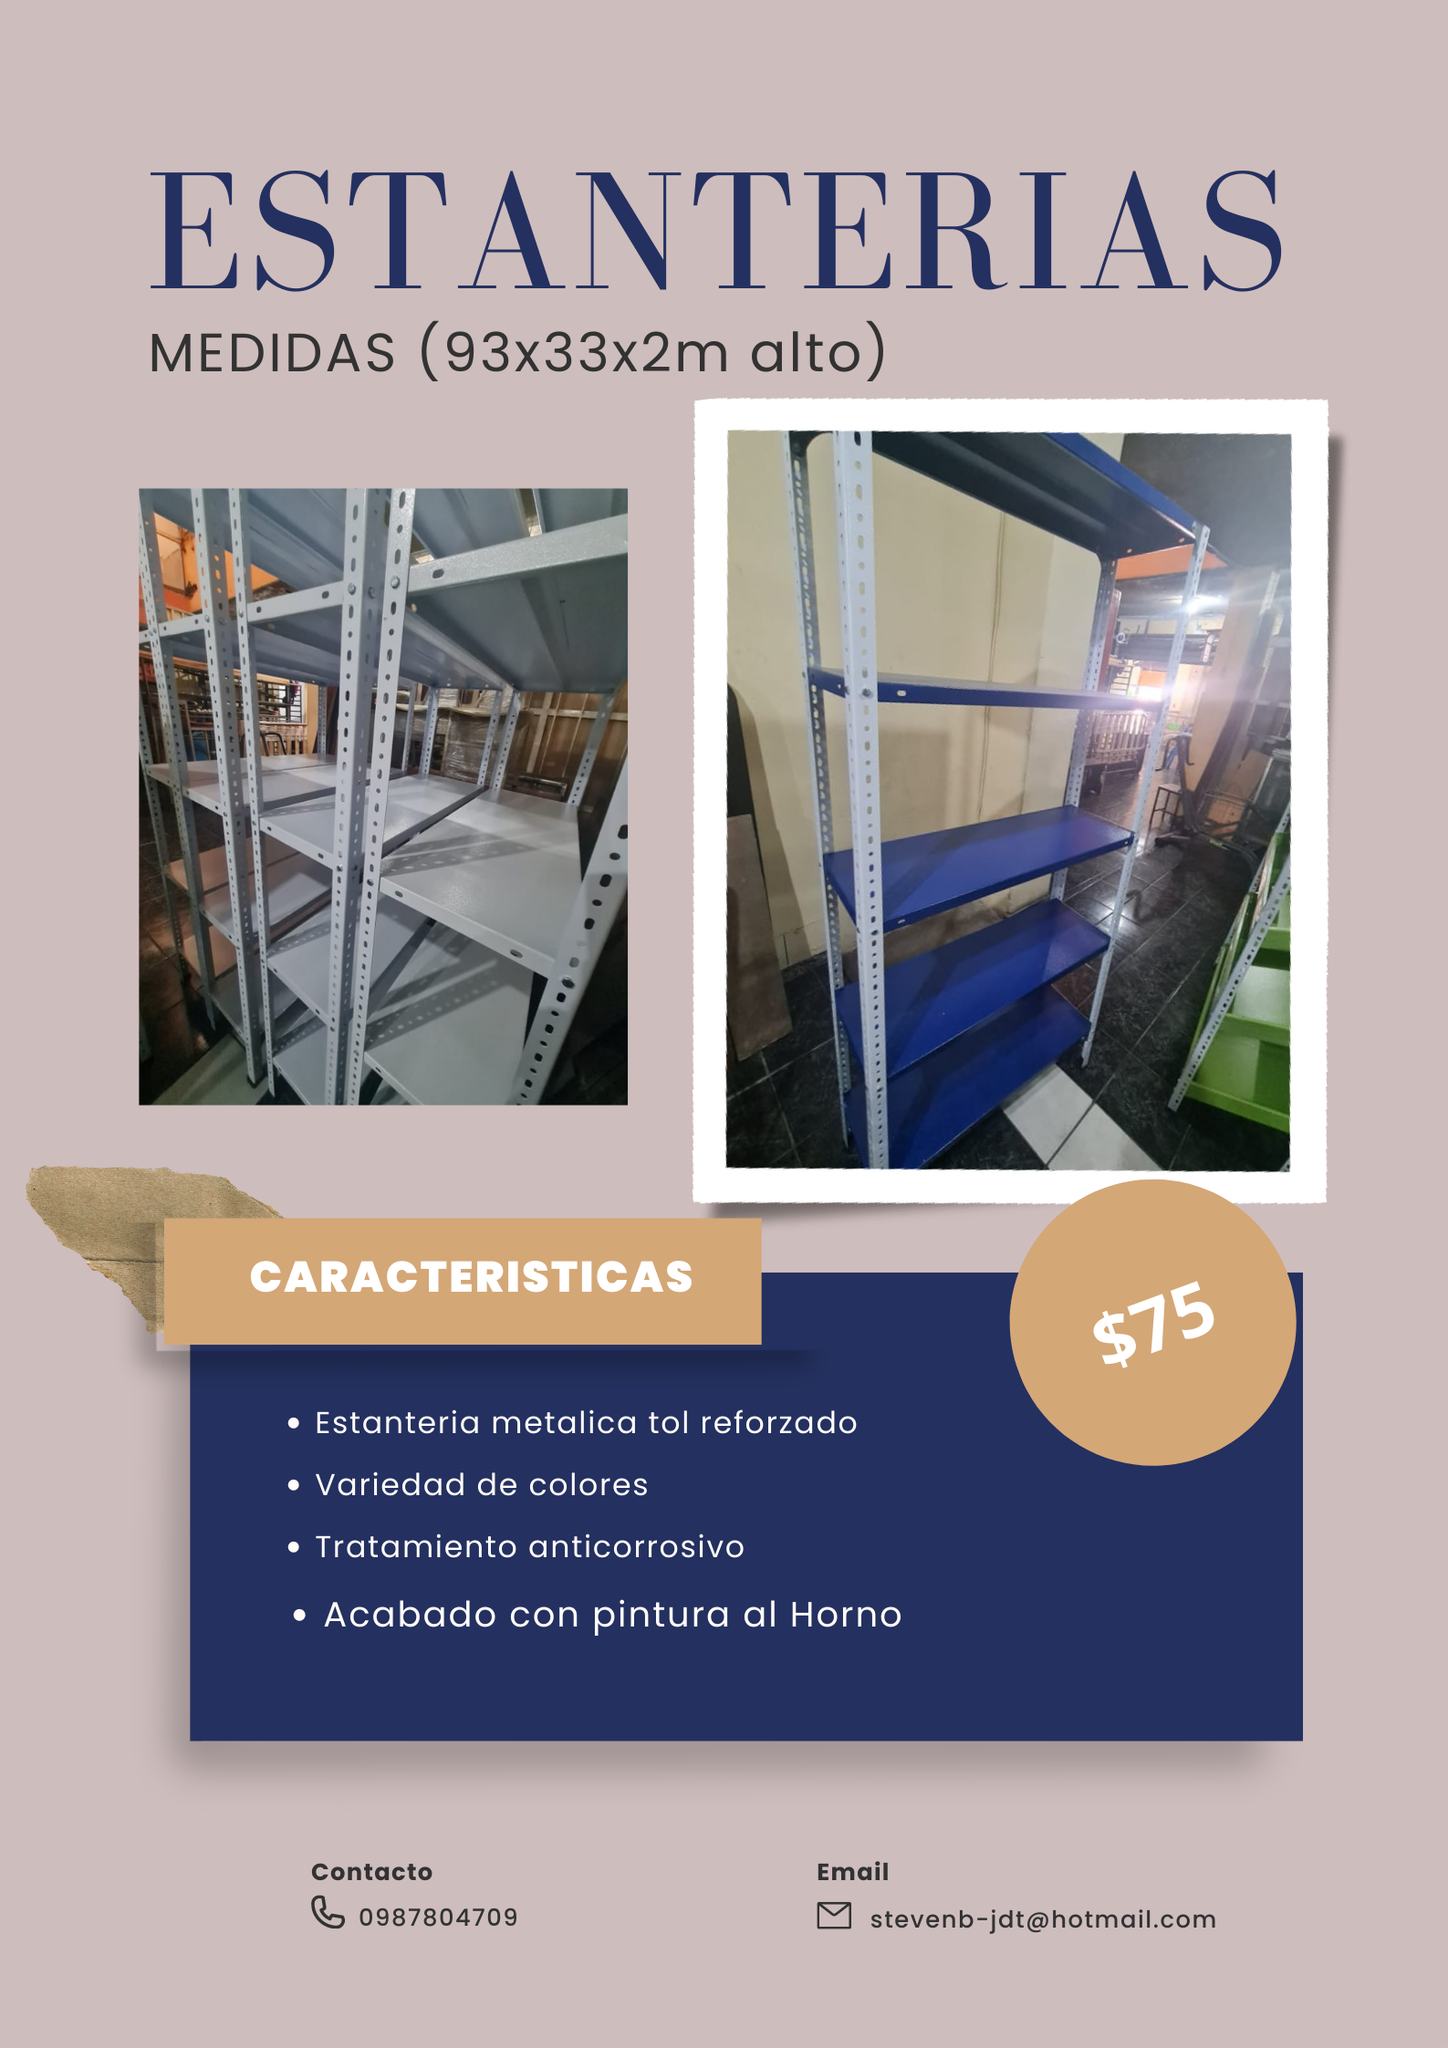 ESTANTERIAS
MEDIDAS (93x33x2m alto)
CARACTERISTICAS
$75
• Estanteria metalica tol reforzado
• Variedad de colores
• Tratamiento anticorrosivo
• Acabado con pintura al Horno
Contacto
0987804709
Email
stevenb-jdt@hotmail.com